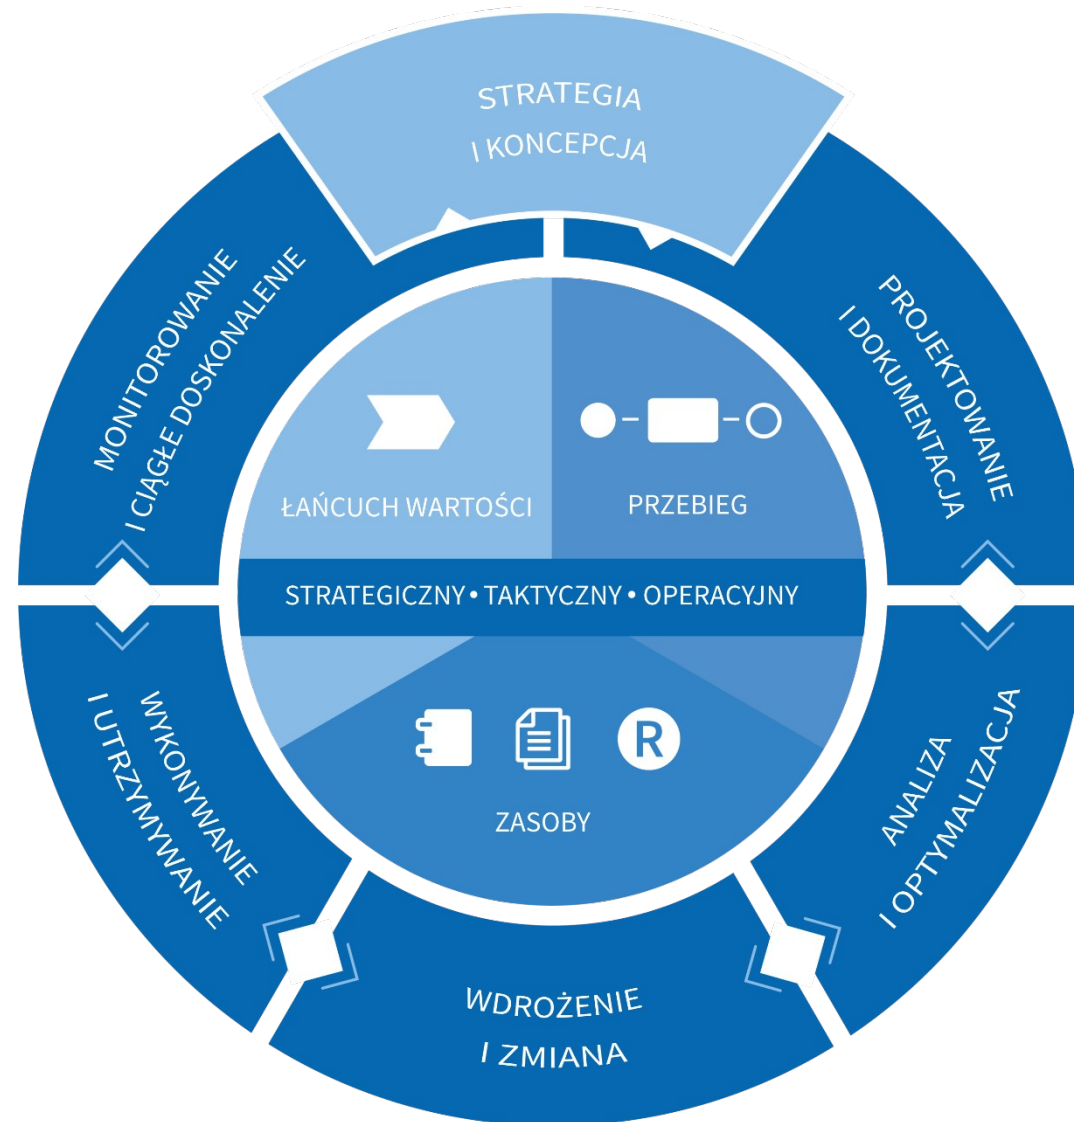 STRATEGIA
I KONCEPCJA
PROJEKTOWANIE
I DOKUMENTACJA
ANALIZA
I OPTYMALIZACJA
WDROŻENIE
I ZMIANA
WYKONYWANIE
I UTRZYMYWANIE
MONITOROWANIE
I CIĄGŁE DOSKONALENIE
ŁAŃCUCH WARTOŚCI
PRZEBIEG
STRATEGICZNY • TAKTYCZNY • OPERACYJNY
R
ZASOBY